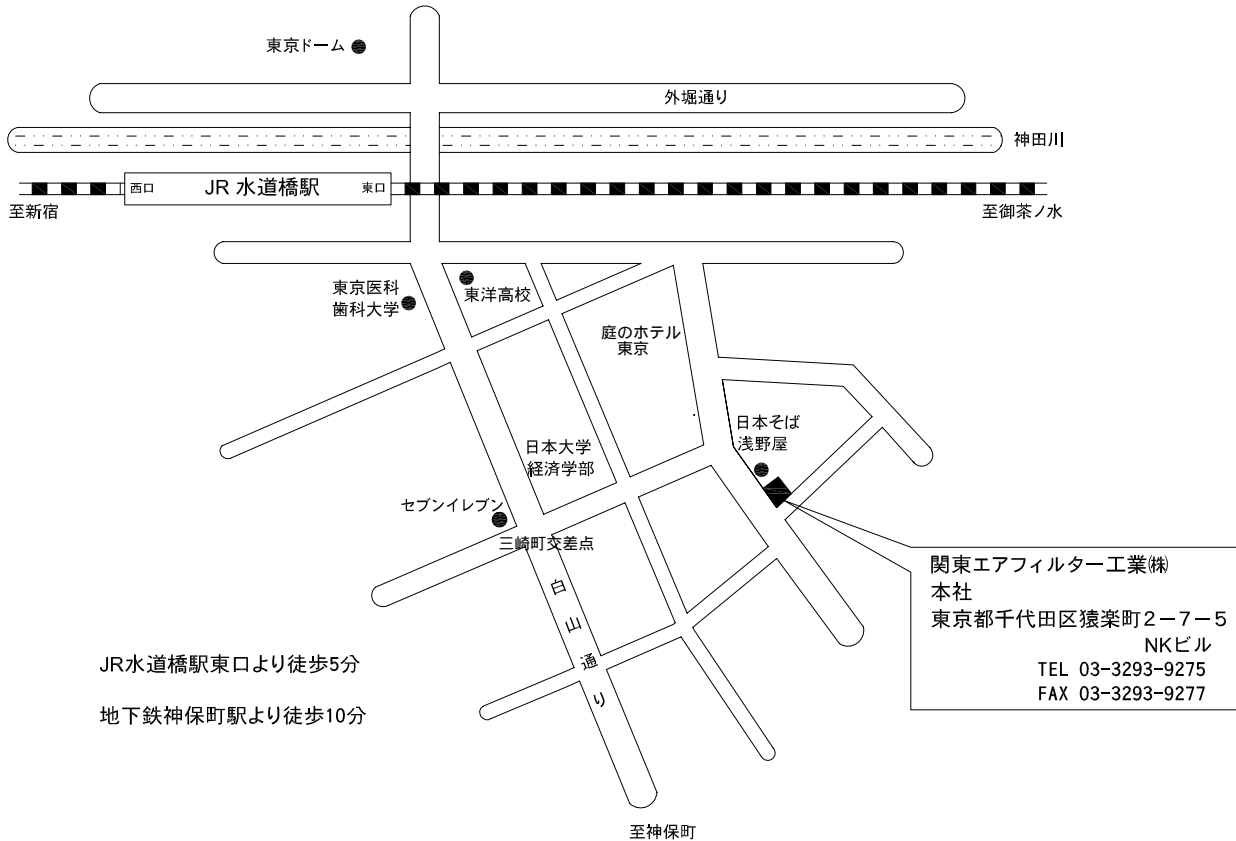 東京ドーム
外堀通り
神田川
西口
JR 水道橋駅
東口
至新宿
至御茶ノ水
東京医科
歯科大学
東洋高校
庭のホテル
東京
日本そば
浅野屋
日本大学
経済学部
セブンイレブン
三崎町交差点
白山通り
関東エアフィルター工業㈱
本社
東京都千代田区猿楽町2－7－5
NKビル
TEL 03-3293-9275
FAX 03-3293-9277
JR水道橋駅東口より徒歩5分
地下鉄神保町駅より徒歩10分
至神保町